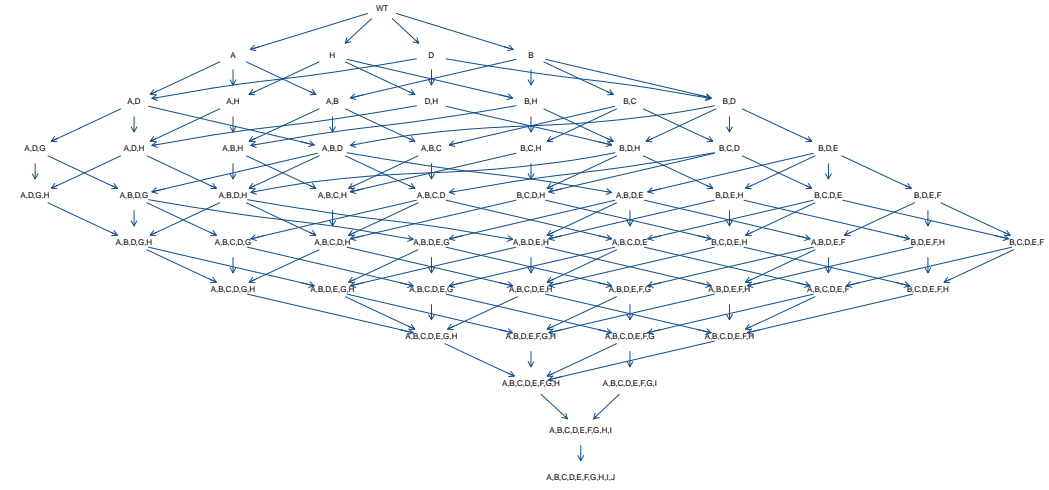 WT
A H D B
A,D A,H A,B D,H B,H B,C B,D
A,D,G A,D,H A,B,H A,B,D A,B,C B,C,H B,D,H B,C,D B,D,E
A,D,G,H A,B,D,G A,B,D,H A,B,C,H A,B,C,D B,C,D,H A,B,D,E B,D,E,H B,C,D,E B,D,E,F
A,B,D,G,H A,B,C,D,G A,B,C,D,H A,B,D,E,G A,B,D,E,H A,B,C,D,E B,C,D,E,H A,B,D,E,F B,D,E,F,H B,C,D,E,F
A,B,C,D,G,H A,B,D,E,G,H A,B,C,D,E,G A,B,C,D,E,H A,B,D,E,F,G A,B,D,E,F,H A,B,C,D,E,F B,C,D,E,F,H
A,B,C,D,E,G,H A,B,D,E,F,G,H A,B,C,D,E,F,G A,B,C,D,E,F,H
A,B,C,D,E,F,G,H A,B,C,D,E,F,G,I
A,B,C,D,E,F,G,H,I
A,B,C,D,E,F,G,H,I,J